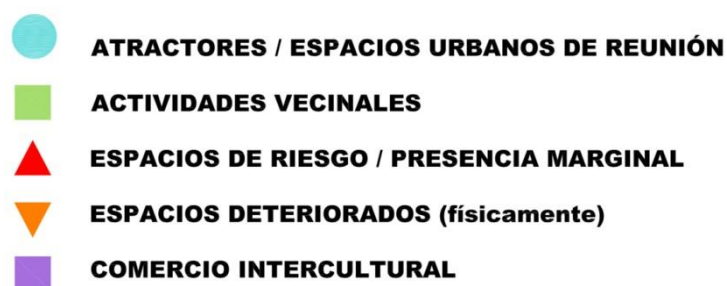 ATRACTORES / ESPACIOS URBANOS DE REUNIÓN
ACTIVIDADES VECINALES
ESPACIOS DE RIESGO / PRESENCIA MARGINAL
ESPACIOS DETERIORADOS (físicamente)
COMERCIO INTERCULTURAL